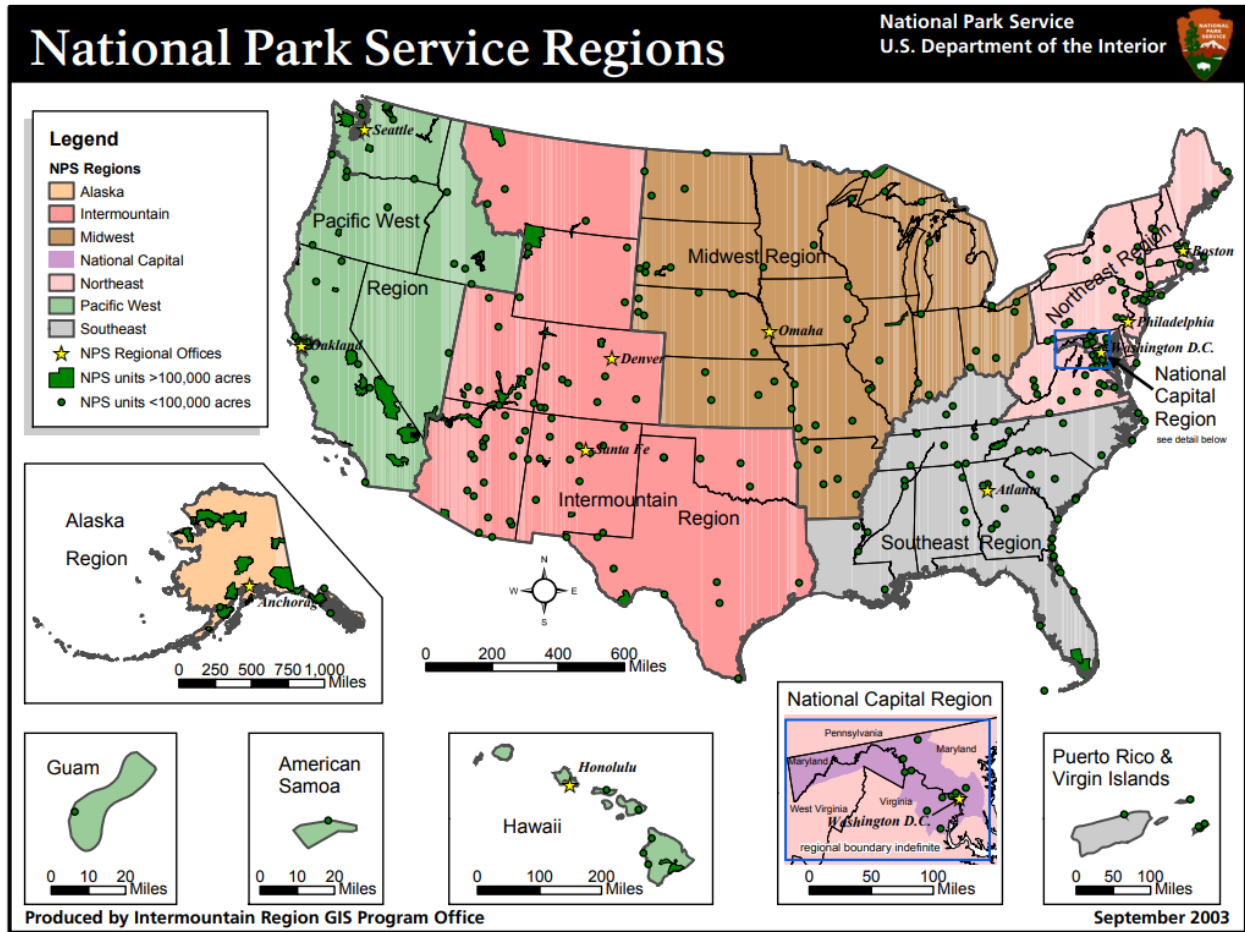 National Park Service Regions
National Park Service
U.S. Department of the Interior
NATIONAL
PARK
SERVICE
Legend
NPS Regions
Alaska
Intermountain
Midwest
National Capital
Northeast
Pacific West
Southeast
NPS Regional Offices
NPS units >100,000 acres
NPS units <100,000 acres
Seattle
Pacific West
Region
Oakland
Denver
Santa Fe
Intermountain
Region
Midwest Region
Omaha
Northeast Region
Boston
Philadelphia
Washington D.C.
National
Capital
Region
see detail below
Atlanta
Southeast Region
N
W
E
S
0 200 400 600
Miles
Alaska
Region
Anchorag
0 250 500 750 1,000
Miles
Guam
0 10 20
Miles
American
Samoa
0 10 20
Miles
Honolulu
Hawaii
0 100 200
Miles
National Capital Region
Pennsylvania
Maryland
Maryland
West Virginia
Virginia
Washington D.C.
regional boundary indefinite
0 50 100
Miles
Puerto Rico &
Virgin Islands
0 50 100
Miles
Produced by Intermountain Region GIS Program Office
September 2003